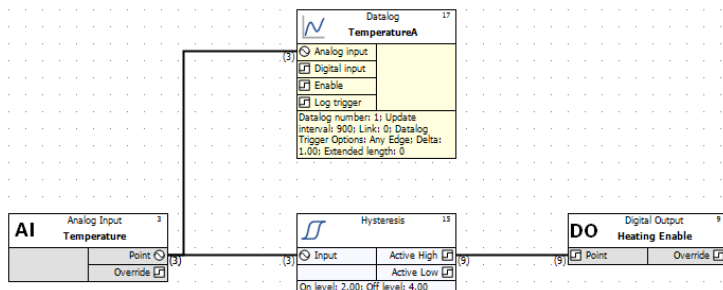 Datalog 17
TemperatureA
Analog input
(3)
Digital input
Enable
Log trigger
Datalog number: 1; Update
interval: 900; Link: 0; Datalog
Trigger Options: Any Edge; Delta:
1.00; Extended length: 0
AI
Analog Input 3
Temperature
Point
(3)
Override
Hysteresis 15
(3)
Input
Active High
(9)
Active Low
On level: 2.00; Off level: 4.00
DO
Digital Output 9
Heating Enable
(9)
Point
Override